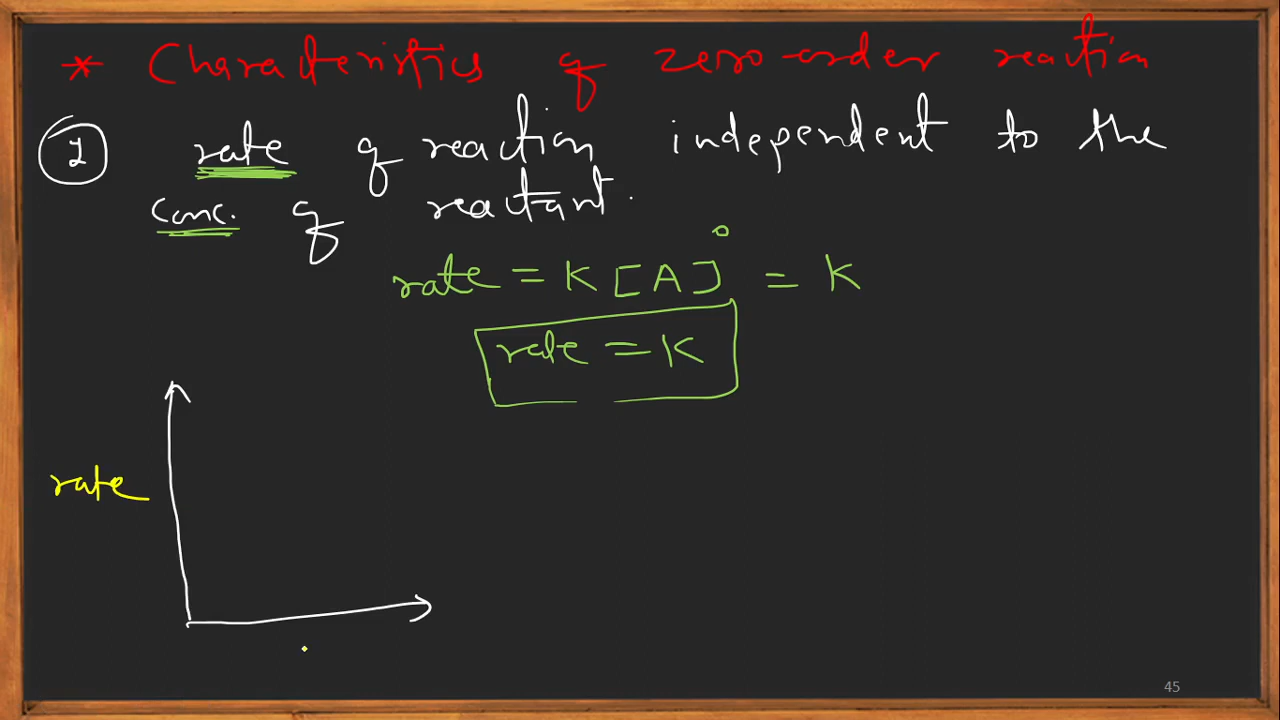 * Characteristics of zero-order reaction
1 rate of reaction independent to the
conc. of reactant.
rate = K [A]° = K
rate = K
rate
45